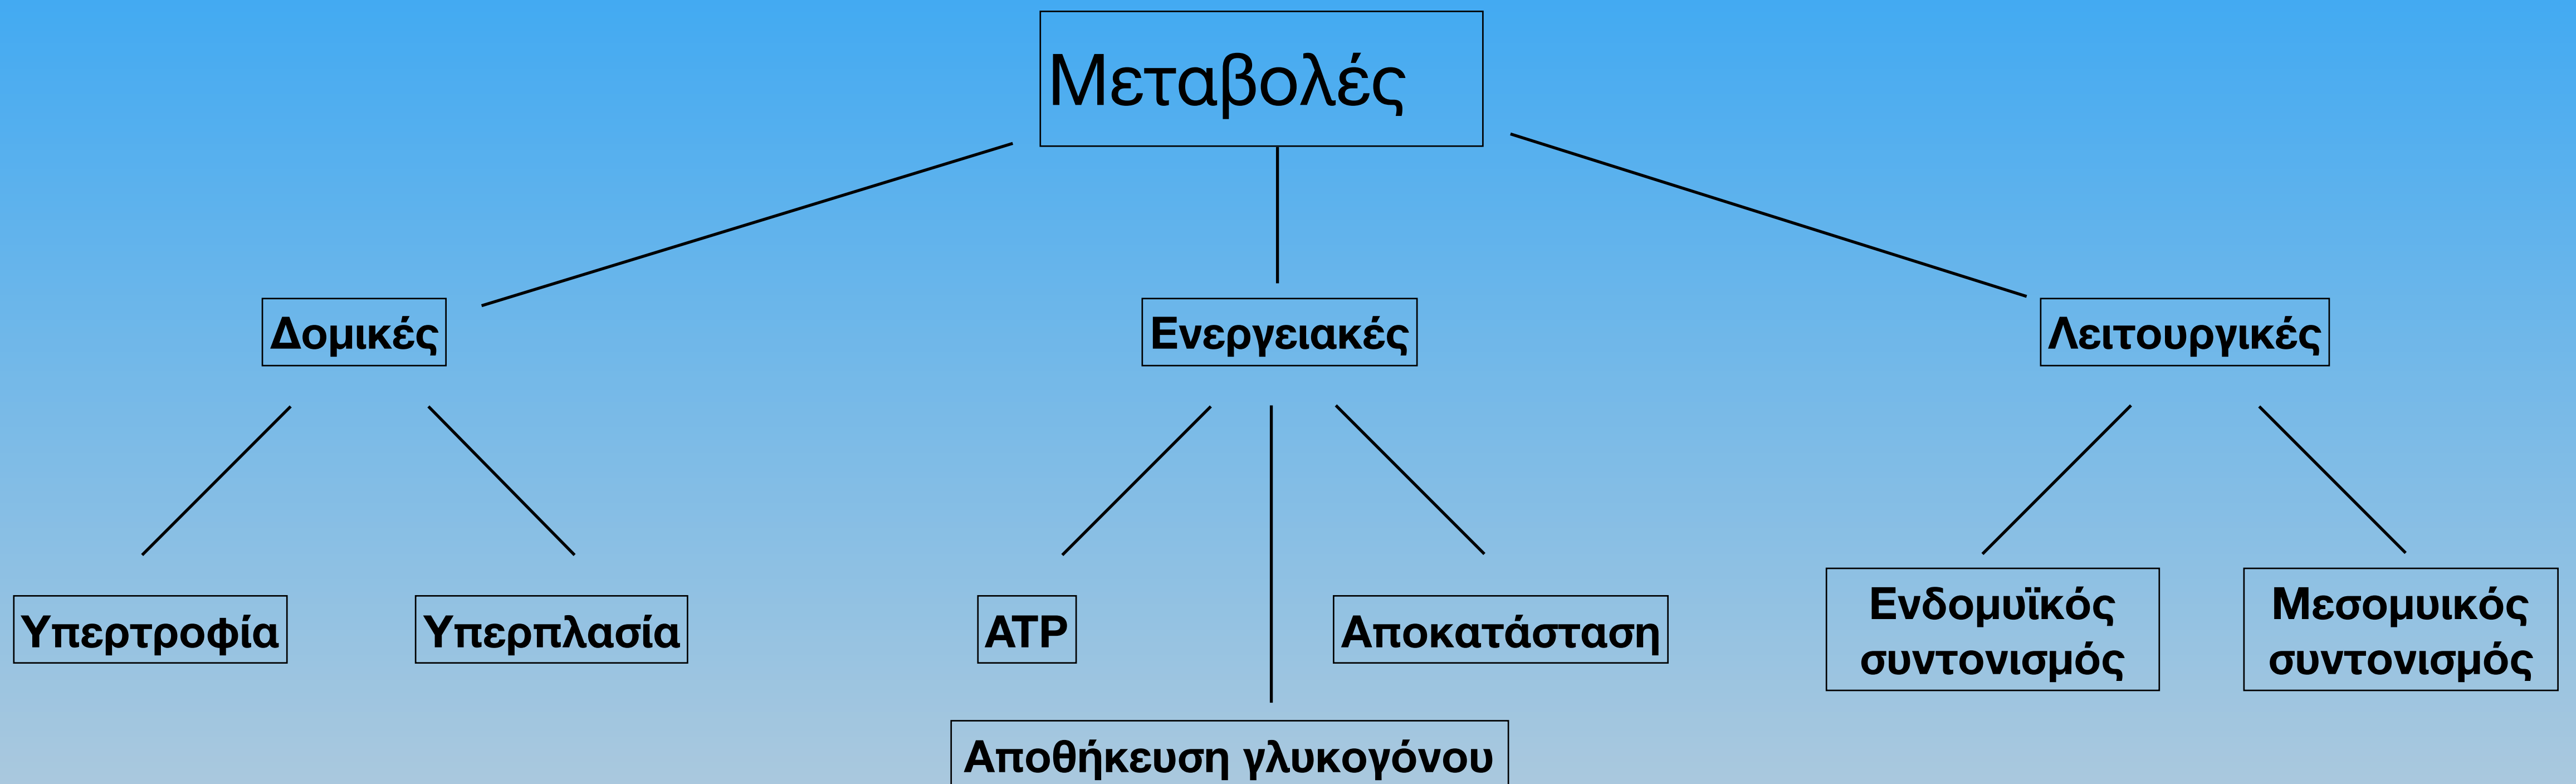 Μεταβολές
Δομικές
Ενεργειακές
Λειτουργικές
Υπερτροφία
Υπερπλασία
ATP
Αποκατάσταση
Ενδομυϊκός
συντονισμός
Μεσομυικός
συντονισμός
Αποθήκευση γλυκογόνου